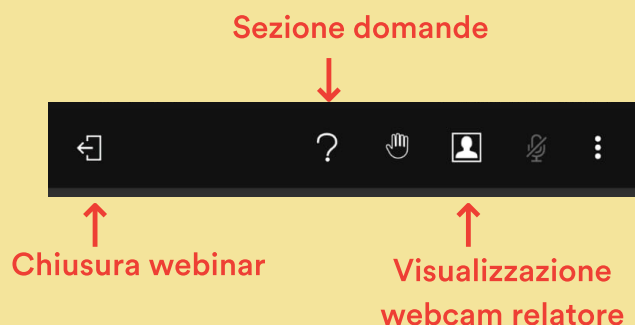 Sezione domande
?
Chiusura webinar
Visualizzazione
webcam relatore